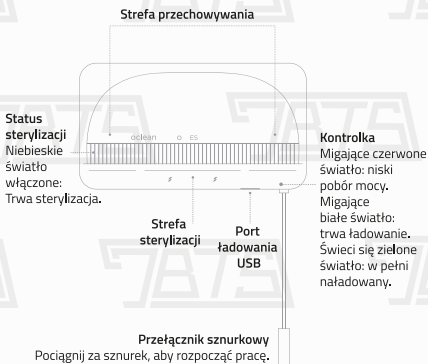 Strefa przechowywania
oclean
ES
Status
sterylizacji
Niebieskie
światło
włączone:
Trwa sterylizacja.
Strefa
sterylizacji
Port
ładowania
USB
Kontrolka
Migające czerwone
światło: niski
pobór mocy.
Migające
białe światło:
trwa ładowanie.
Świeci się zielone
światło: w pełni
naładowany.
Przełącznik sznurkowy
Pociągnij za sznurek, aby rozpocząć pracę.